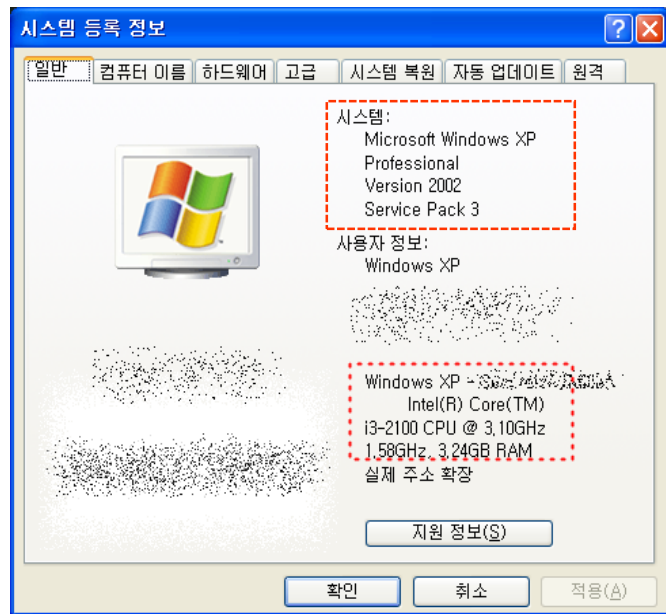 시스템 등록 정보
일반 컴퓨터 이름 하드웨어 고급 시스템 복원 자동 업데이트 원격
시스템:
Microsoft Windows XP
Professional
Version 2002
Service Pack 3
사용자 정보:
Windows XP
Windows XP -
Intel(R) Core(TM)
i3-2100 CPU @ 3,10GHz
1,58GHz, 3,24GB RAM
실제 주소 확장
지원 정보(S)
확인 취소 적용(A)